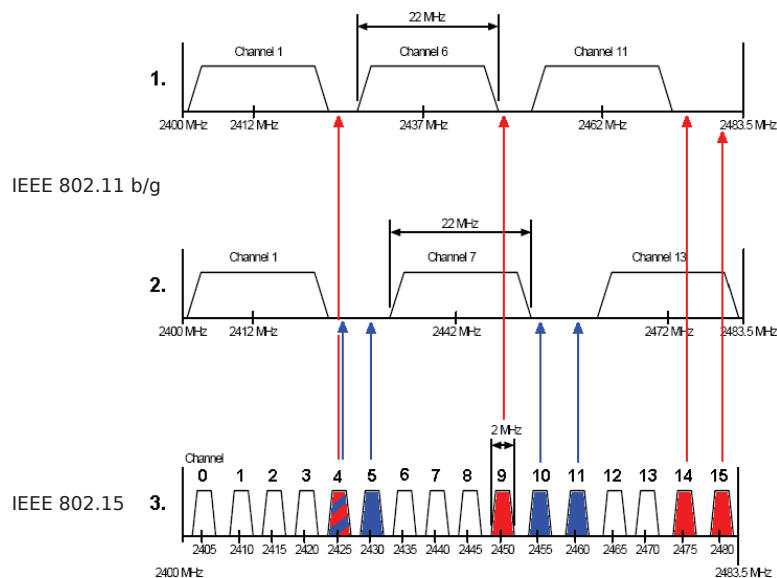 22 MHz
Channel 1
Channel 6
Channel 11
1.
2400 MHz
2412 MHz
2437 MHz
2462 MHz
2483.5 MHz
IEEE 802.11 b/g
22 MHz
Channel 1
Channel 7
Channel 13
2.
2400 MHz
2412 MHz
2442 MHz
2472 MHz
2483.5 MHz
2 MHz
Channel
0 1 2 3 4 5 6 7 8 9 10 11 12 13 14 15
IEEE 802.15
3.
2405 2410 2415 2420 2425 2430 2435 2440 2445 2450 2455 2460 2465 2470 2475 2480
2400 MHz
2483.5 MHz